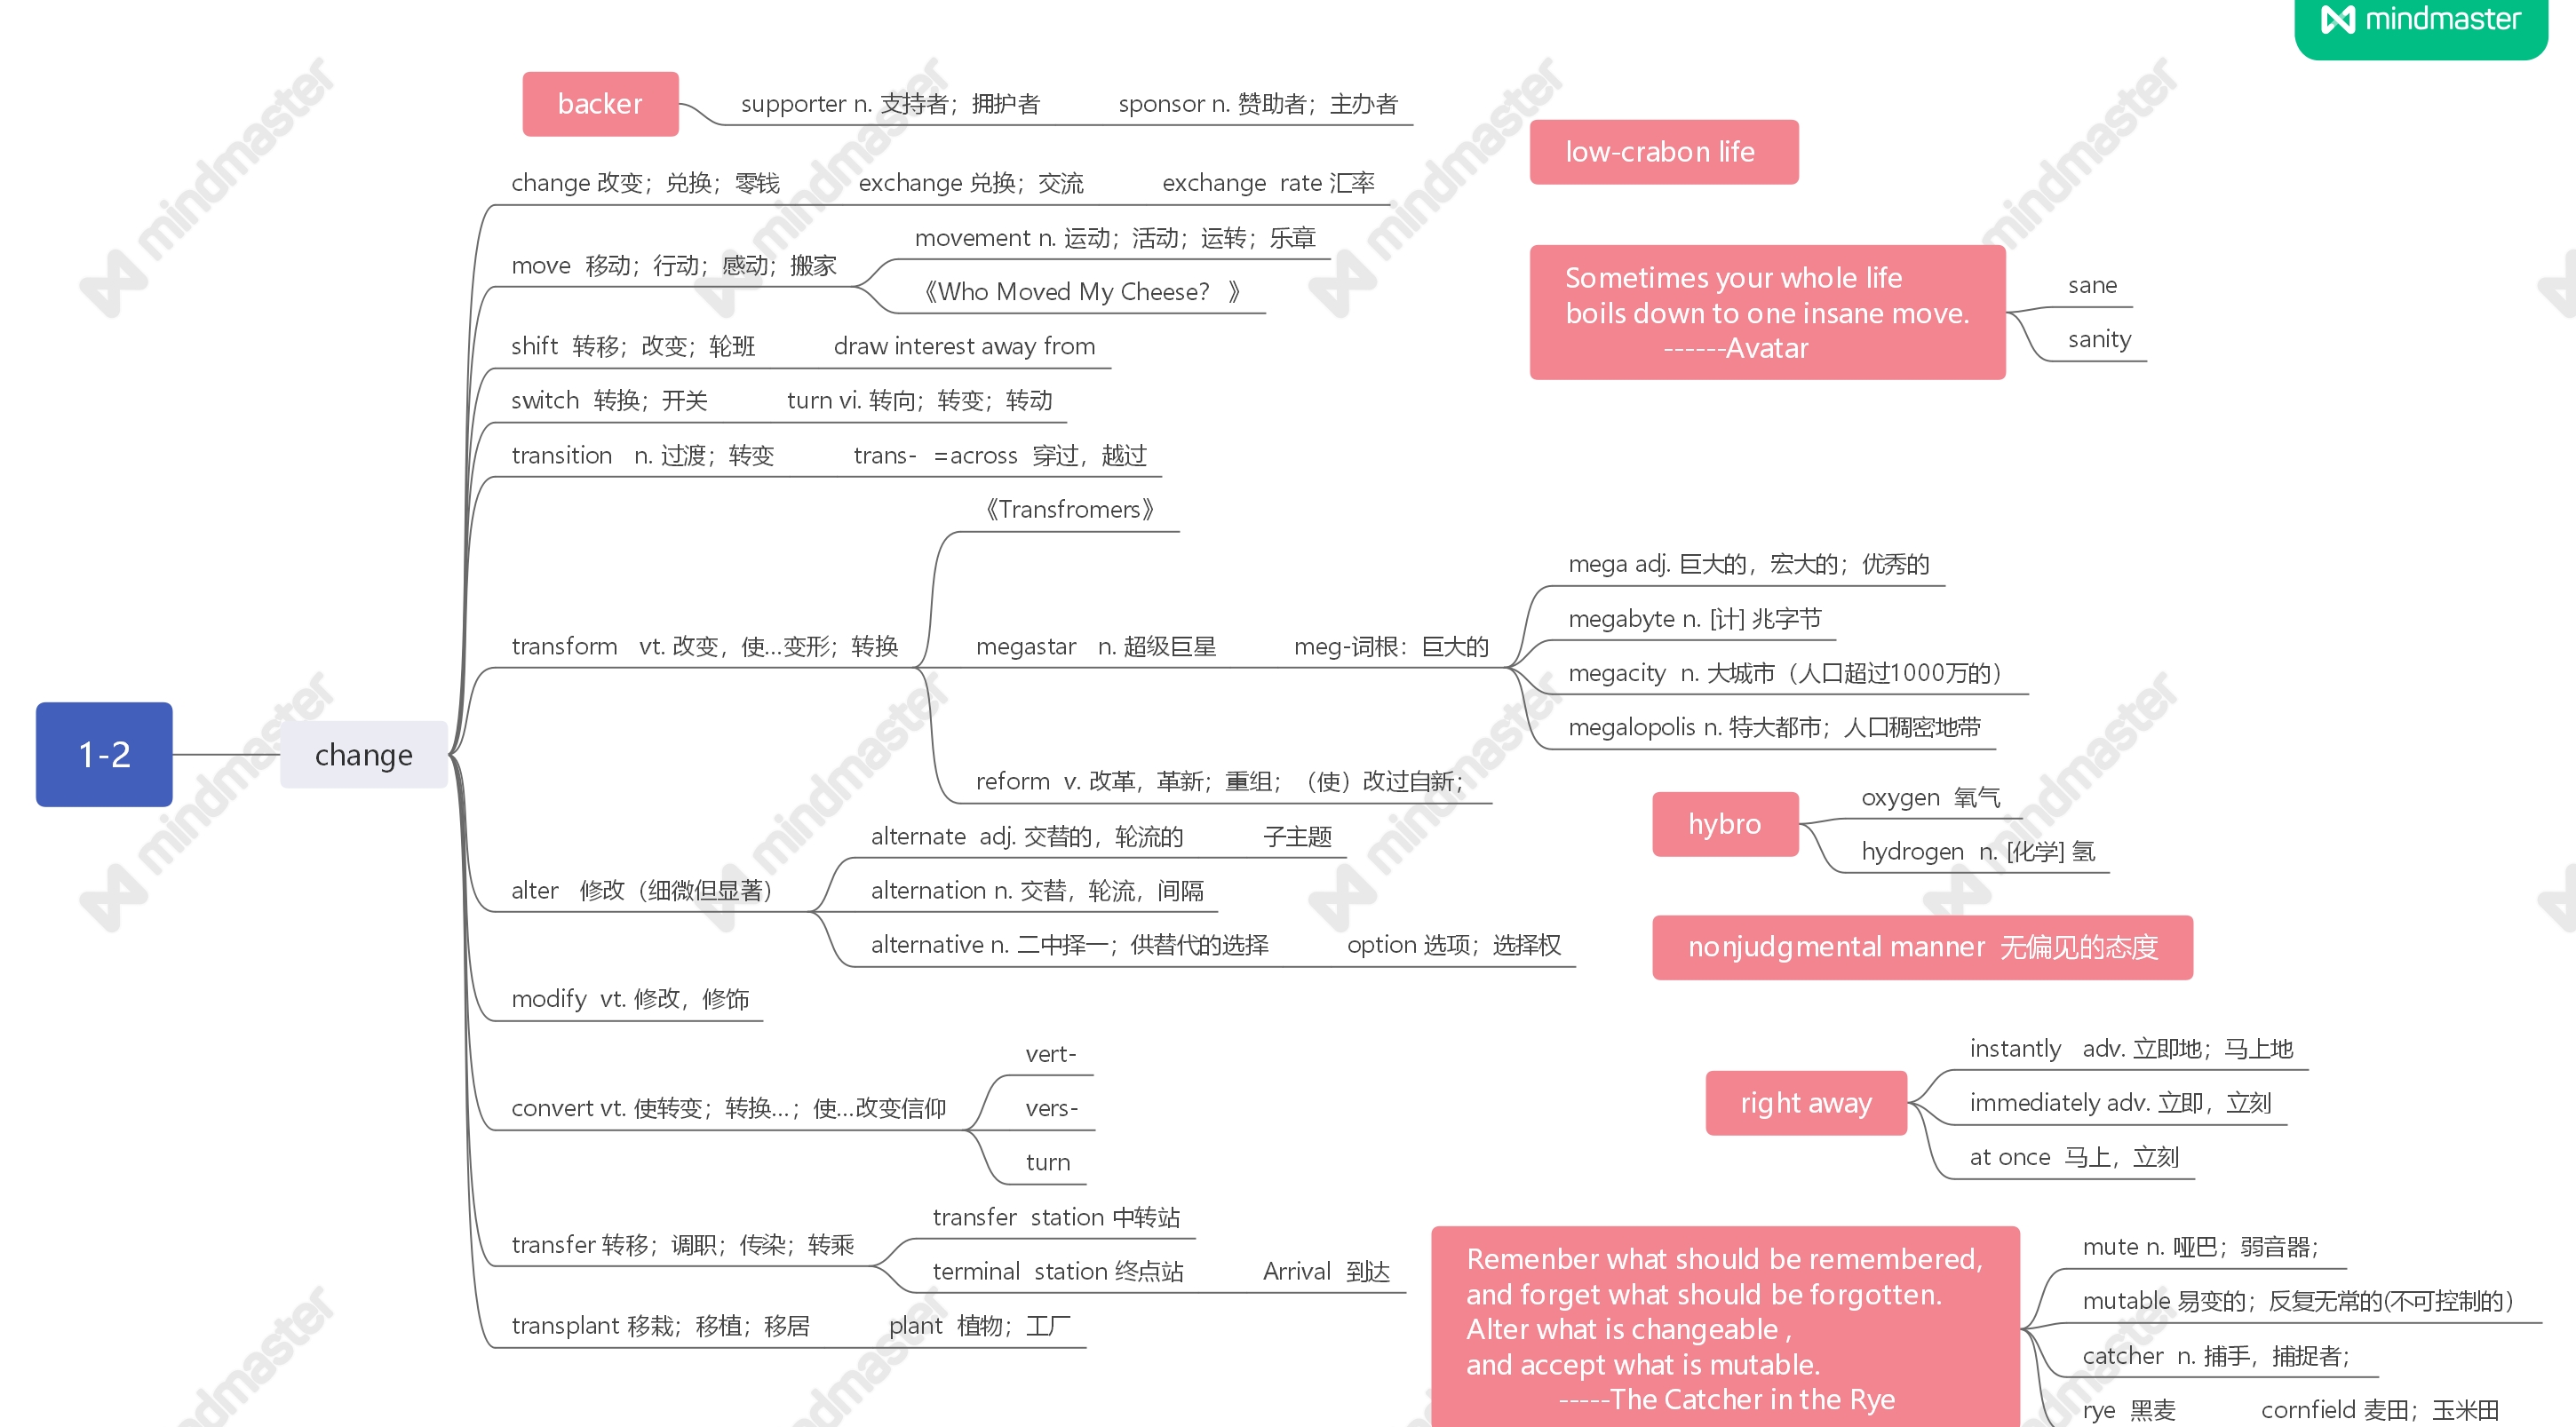 mindmaster
backer
supporter n. 支持者；拥护者
sponsor n. 赞助者；主办者
low-crabon life
change 改变；兑换；零钱
exchange 兑换；交流
exchange rate 汇率
move 移动；行动；感动；搬家
movement n. 运动；活动；运转；乐章
《Who Moved My Cheese？》
Sometimes your whole life
boils down to one insane move.
------Avatar
sane
sanity
shift 转移；改变；轮班
draw interest away from
switch 转换；开关
turn vi. 转向；转变；转动
transition n. 过渡；转变
trans- =across 穿过，越过
transform vt. 改变，使...变形；转换
《Transfromers》
megastar n. 超级巨星
meg-词根：巨大的
mega adj. 巨大的，宏大的；优秀的
megabyte n. [计] 兆字节
megacity n. 大城市（人口超过1000万的）
megalopolis n. 特大都市；人口稠密地带
reform v. 改革，革新；重组；（使）改过自新；
1-2
change
hybro
oxygen 氧气
hydrogen n. [化学] 氢
alter 修改（细微但显著）
alternate adj. 交替的，轮流的
子主题
alternation n. 交替，轮流，间隔
alternative n. 二中择一；供替代的选择
option 选项；选择权
nonjudgmental manner 无偏见的态度
modify vt. 修改，修饰
convert vt. 使转变；转换...；使...改变信仰
vert-
vers-
turn
right away
instantly adv. 立即地；马上地
immediately adv. 立即，立刻
at once 马上，立刻
transfer 转移；调职；传染；转乘
transfer station 中转站
terminal station 终点站
Arrival 到达
transplant 移栽；移植；移居
plant 植物；工厂
Remenber what should be remembered,
and forget what should be forgotten.
Alter what is changeable ,
and accept what is mutable.
-----The Catcher in the Rye
mute n. 哑巴；弱音器；
mutable 易变的；反复无常的(不可控制的）
catcher n. 捕手，捕捉者；
rye 黑麦
cornfield 麦田；玉米田
mindmaster
mindmaster
mindmaster
mindmaster
mindmaster
mindmaster
mindmaster
mindmaster
mindmaster
mindmaster
mindmaster